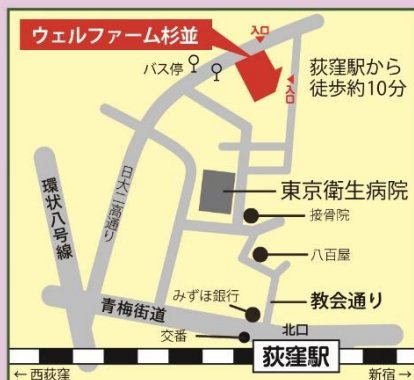 ウェルファーム杉並
入口
バス停
入口
荻窪駅から
徒歩約10分
日大二高通り
環状八号線
東京衛生病院
接骨院
八百屋
みずほ銀行
教会通り
青梅街道
北口
交番
荻窪駅
←西荻窪
新宿→